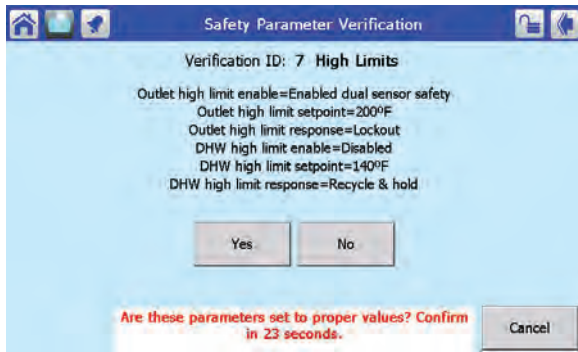 Safety Parameter Verification
Verification ID: 7 High Limits
Outlet high limit enable=Enabled dual sensor safety
Outlet high limit setpoint=200ºF
Outlet high limit response=Lockout
DHW high limit enable=Disabled
DHW high limit setpoint=140ºF
DHW high limit response=Recycle & hold
Yes No
Are these parameters set to proper values? Confirm
in 23 seconds.
Cancel